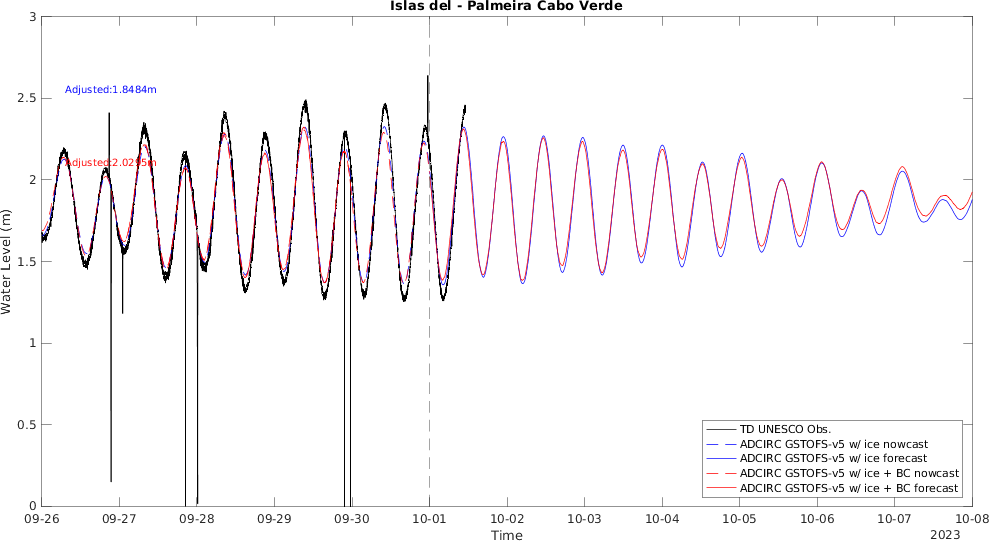 Islas del - Palmeira Cabo Verde
3
2.5
2
1.5
1
0.5
0
Water Level (m)
Adjusted:1.8484m
Adjusted:2.0295m
TD UNESCO Obs.
ADCIRC GSTOFS-v5 w/ ice nowcast
ADCIRC GSTOFS-v5 w/ ice forecast
ADCIRC GSTOFS-v5 w/ ice + BC nowcast
ADCIRC GSTOFS-v5 w/ ice + BC forecast
09-26 09-27 09-28 09-29 09-30 10-01 10-02 10-03 10-04 10-05 10-06 10-07 10-08
Time
2023